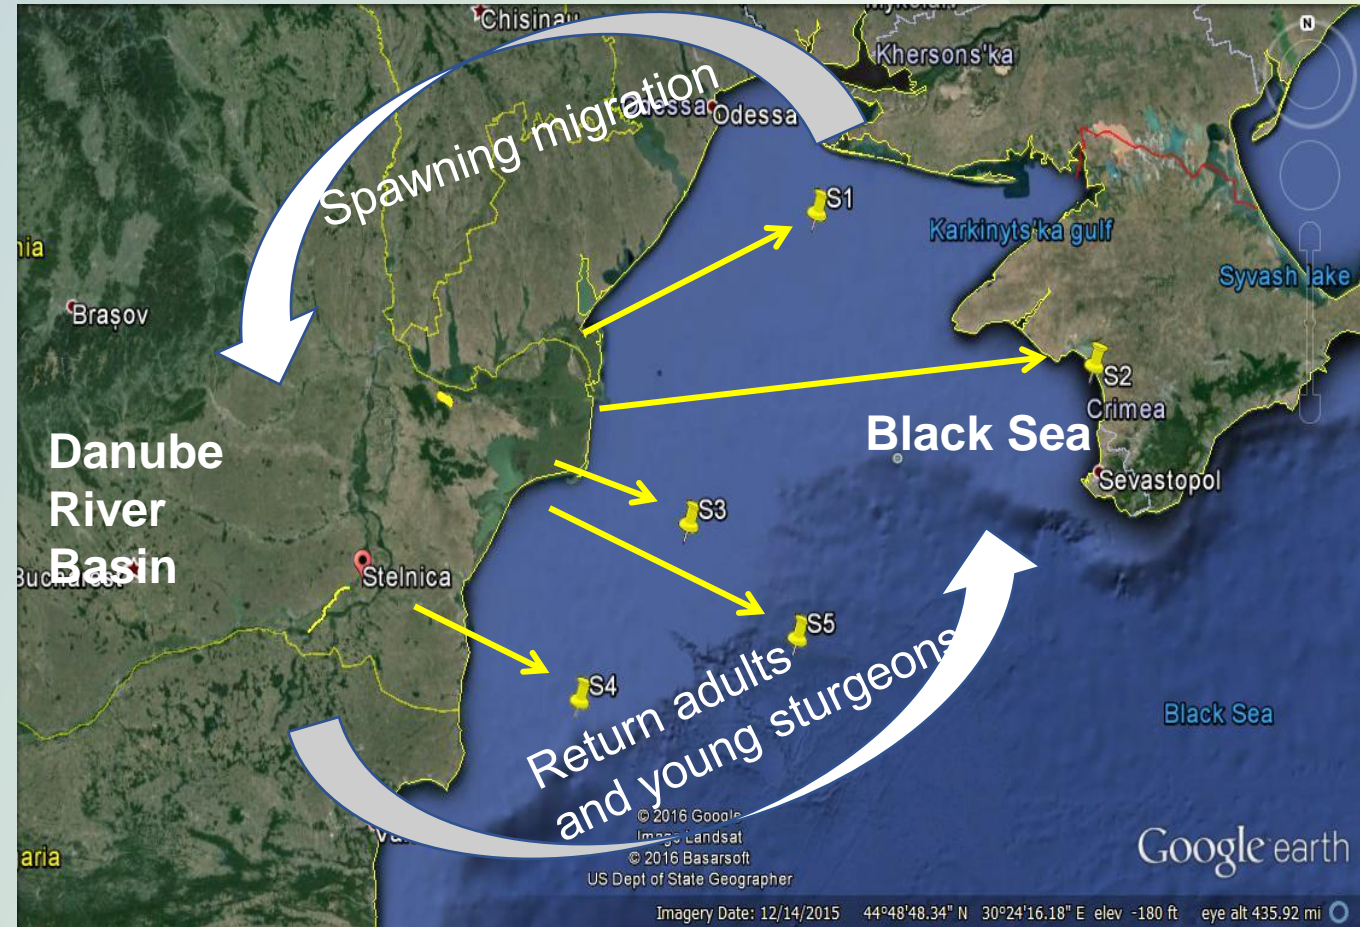 Chisinau
Khersons'ka
Odessa
Odessa
Spawning migration
S1
Karkinyts'ka gulf
Syvash lake
N
Brașov
S2
Crimea
Black Sea
Sevastopol
Danube
River
Basin
Stelnica
S3
S5
S4
Return adults
and young sturgeons
Black Sea
© 2016 Google
Image Landsat
© 2016 Basarsoft
US Dept of State Geographer
Google earth
Imagery Date: 12/14/2015 44°48'48.34" N 30°24'16.18" E elev -180 ft eye alt 435.92 mi